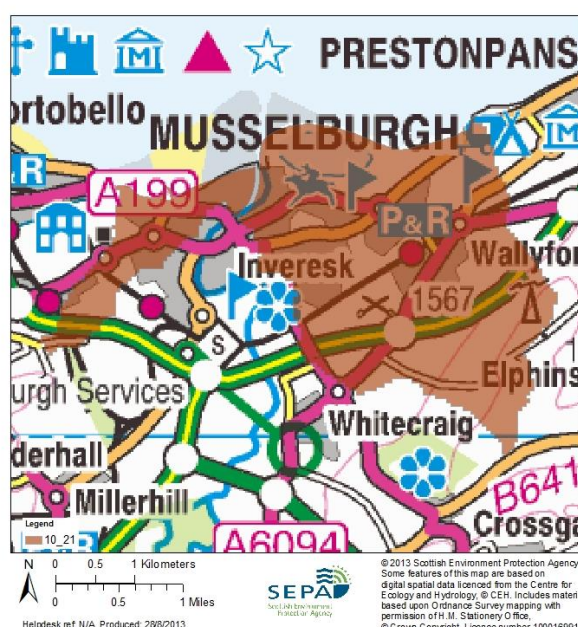 PRESTONPANS
ortobello
MUSSELBURGH
&R
A199
P&R
Inveresk
Wallyfor
1567
S
urgh Services
Elphins
Whitecraig
derhall
Millerhill
B641
Crossga
A6094
Legend
10_21
N 0 0.5 1 Kilometers
0 0.5 1 Miles
Helpdesk ref. N/A. Produced: 28/8/2013
SEPA
Scottish Environment
Protection Agency
© 2013 Scottish Environment Protection Agency
Some features of this map are based on
digital spatial data licenced from the Centre for
Ecology and Hydrology, © CEH. Includes materi
based upon Ordnance Survey mapping with
permission of H.M. Stationery Office,
© Crown Copyright. Licence number